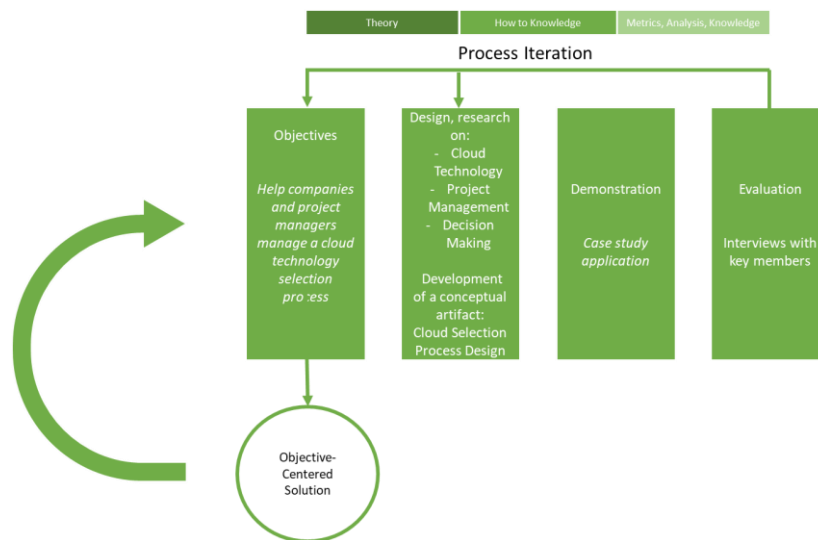 Theory
How to Knowledge
Metrics, Analysis, Knowledge
Process Iteration
Objectives
Help companies
and project
managers
manage a cloud
technology
selection
process
Design, research
on:
- Cloud
Technology
- Project
Management
- Decision
Making
Development
of a conceptual
artifact:
Cloud Selection
Process Design
Demonstration
Case study
application
Evaluation
Interviews with
key members
Objective-
Centered
Solution